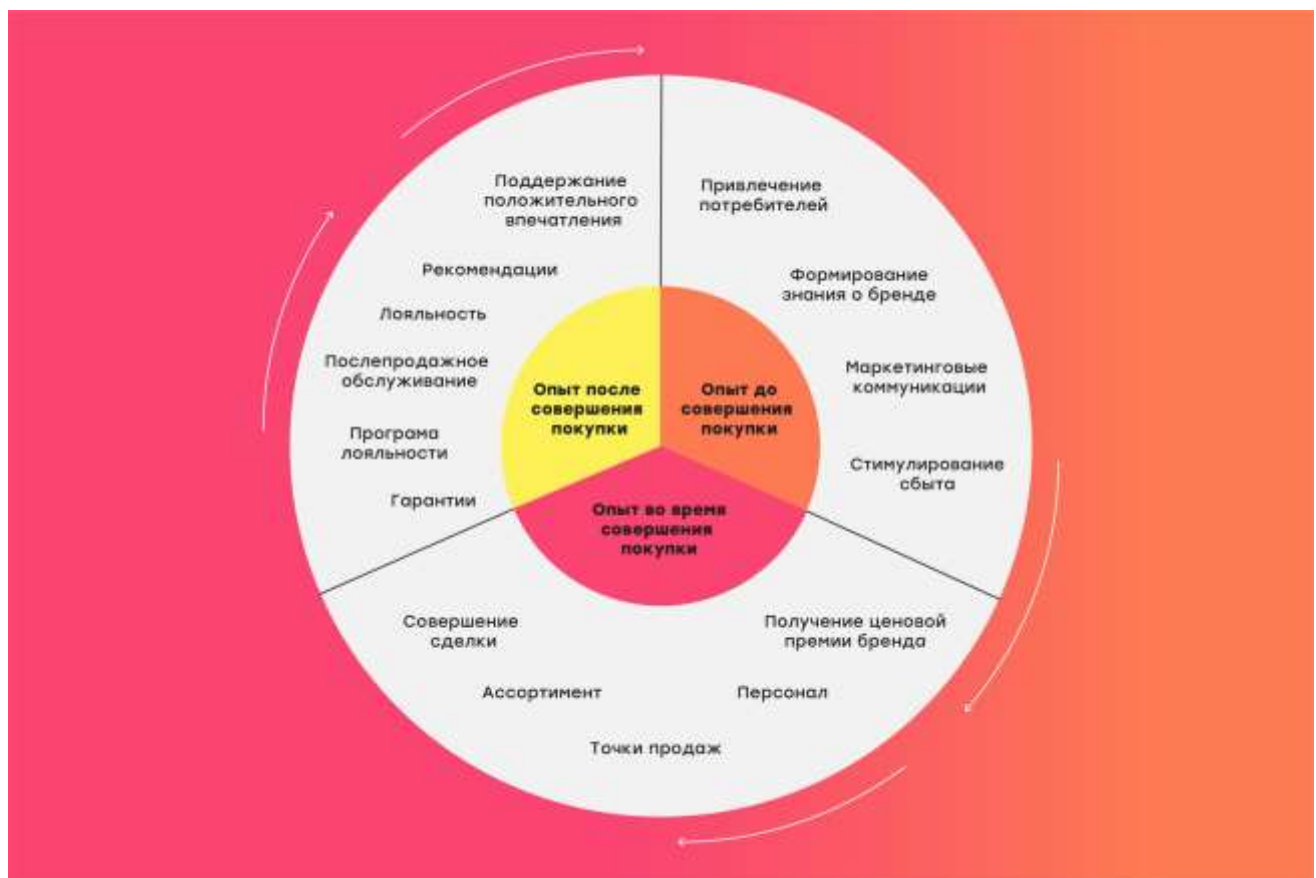 Поддержание
положительного
впечатления
Рекомендации
Лояльность
Послепродажное
обслуживание
Програма
лояльности
Гарантии
Привлечение
потребителей
Формирование
знания о бренде
Маркетинговые
коммуникации
Стимулирование
сбыта
Опыт после
совершения
покупки
Опыт до
совершения
покупки
Опыт во время
совершения
покупки
Совершение
сделки
Ассортимент
Точки продаж
Персонал
Получение ценовой
премии бренда